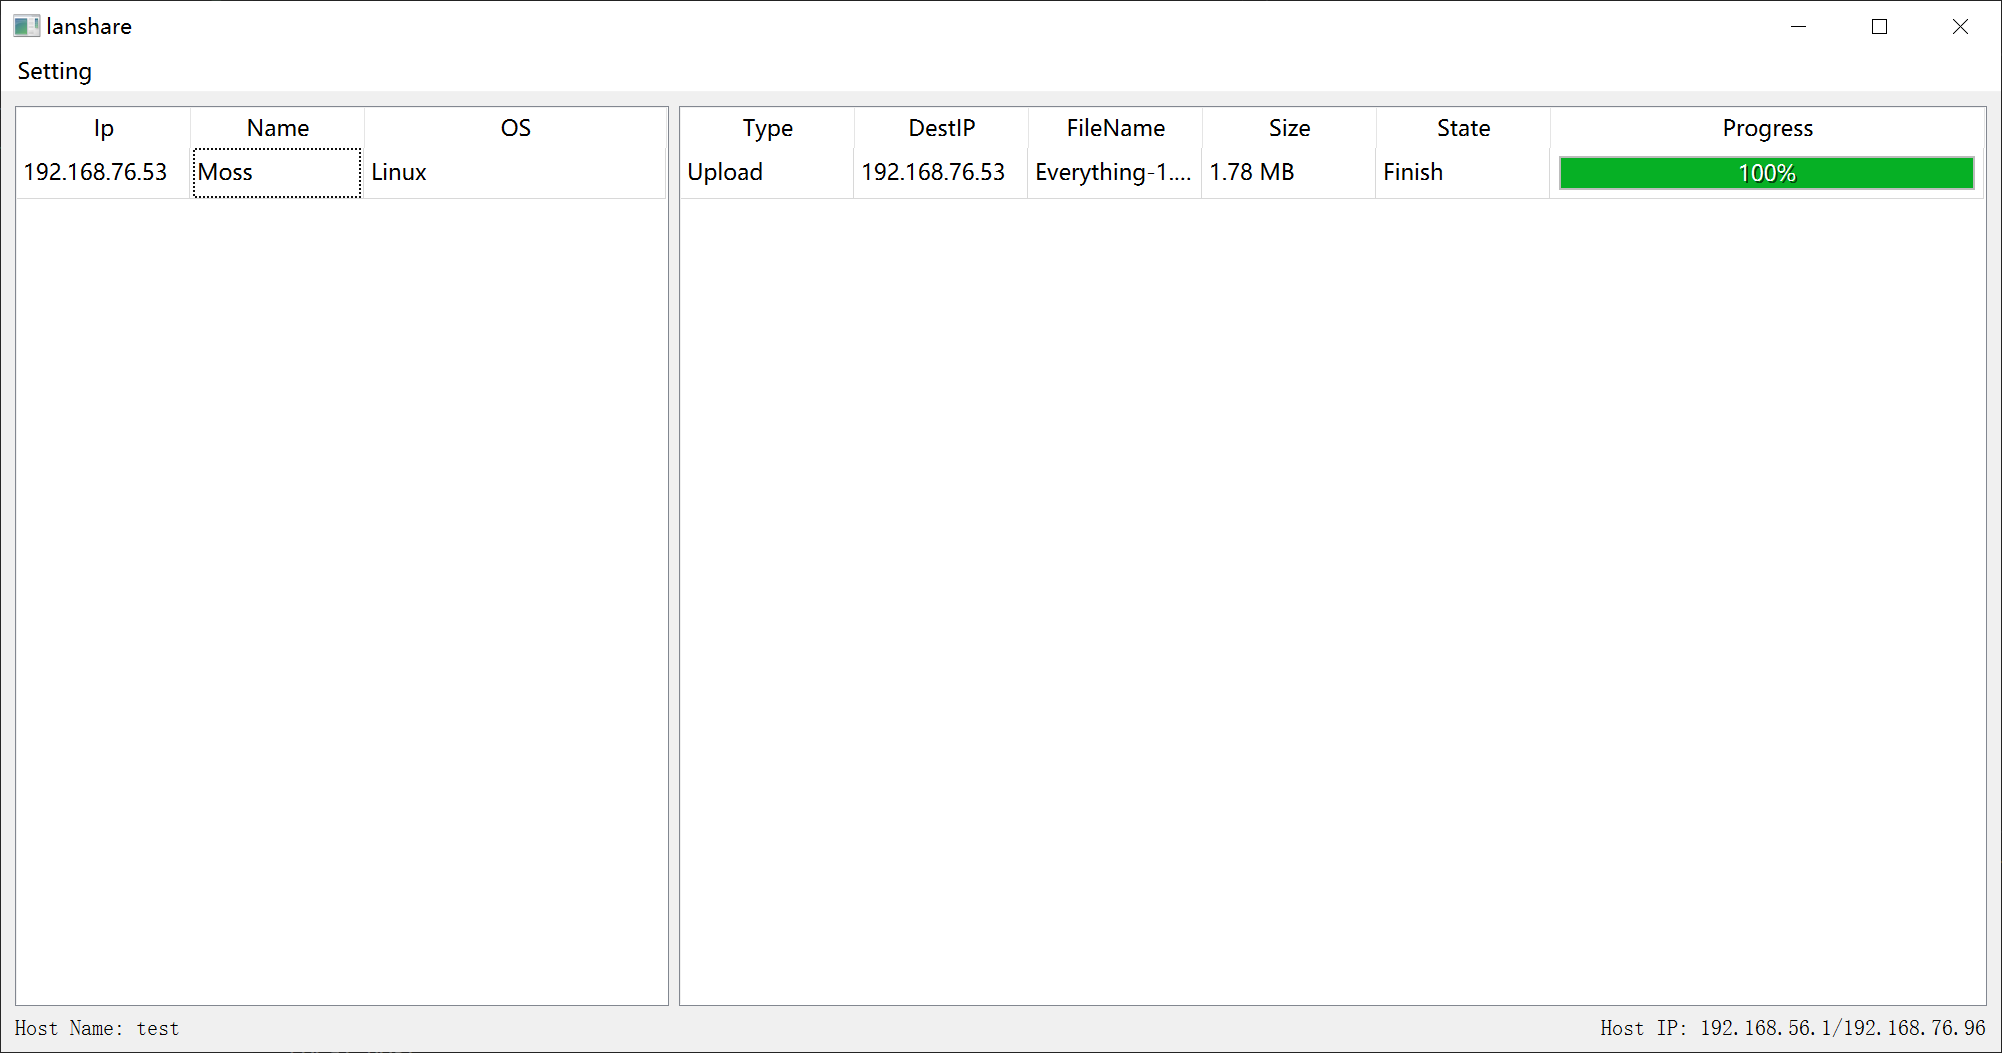 lanshare
Setting
Ip Name OS
192.168.76.53 Moss Linux
Type DestIP FileName Size State Progress
Upload 192.168.76.53 Everything-1.... 1.78 MB Finish 100%
Host Name: test
Host IP: 192.168.56.1/192.168.76.96